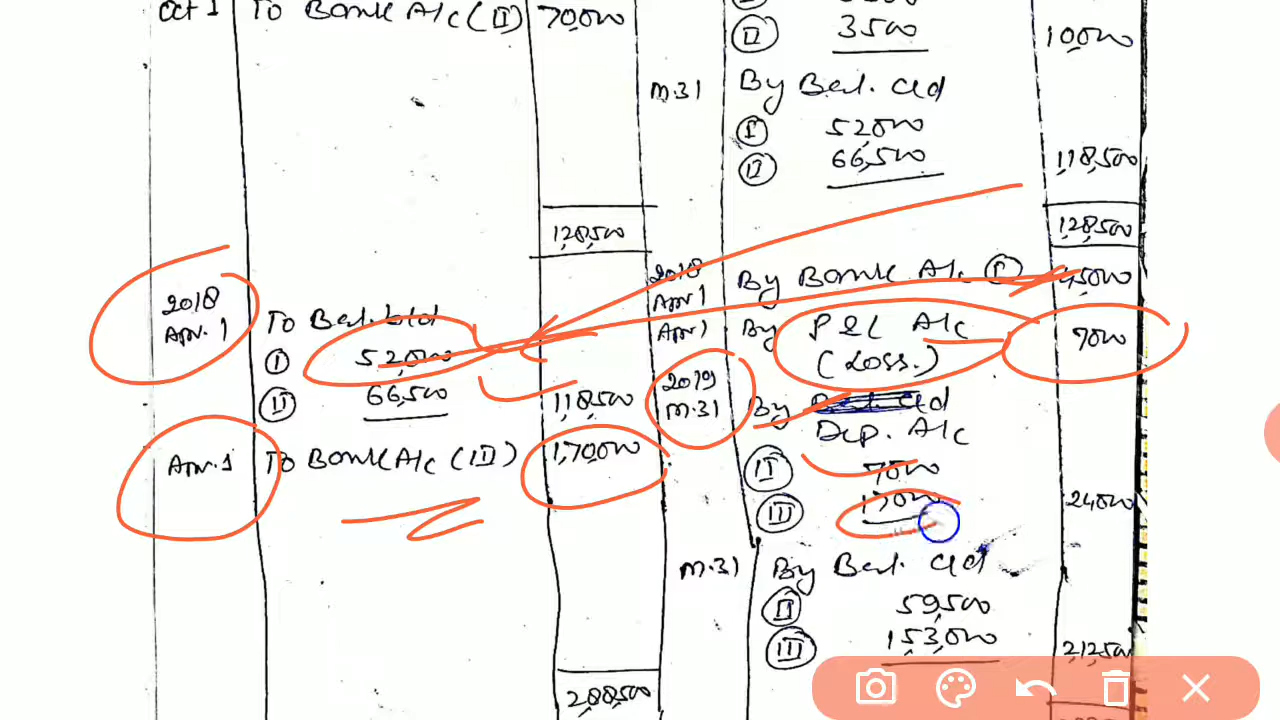 Oct 1 To Bank A/c (II) 70,000
II 3500 10,000
M.31 By Bal. c/d
I 52,000
II 66,500 1,18,500
1,28,500 1,28,500
2018 Apr. 1 To Bal. b/d
I 52,000
II 66,500 1,18,500
Apr. 1 To Bank A/c (III) 1,70,000
2,88,500
2018 Apr 1 By Bank A/c I 45,000
Apr 1 By P&L A/c 7000
(Loss.)
2019 M.31 By
Dep. A/c
II 7000
III 17000 24,000
M.31 By Bal. c/d
II 59,500
III 1,53,000 2,12,500